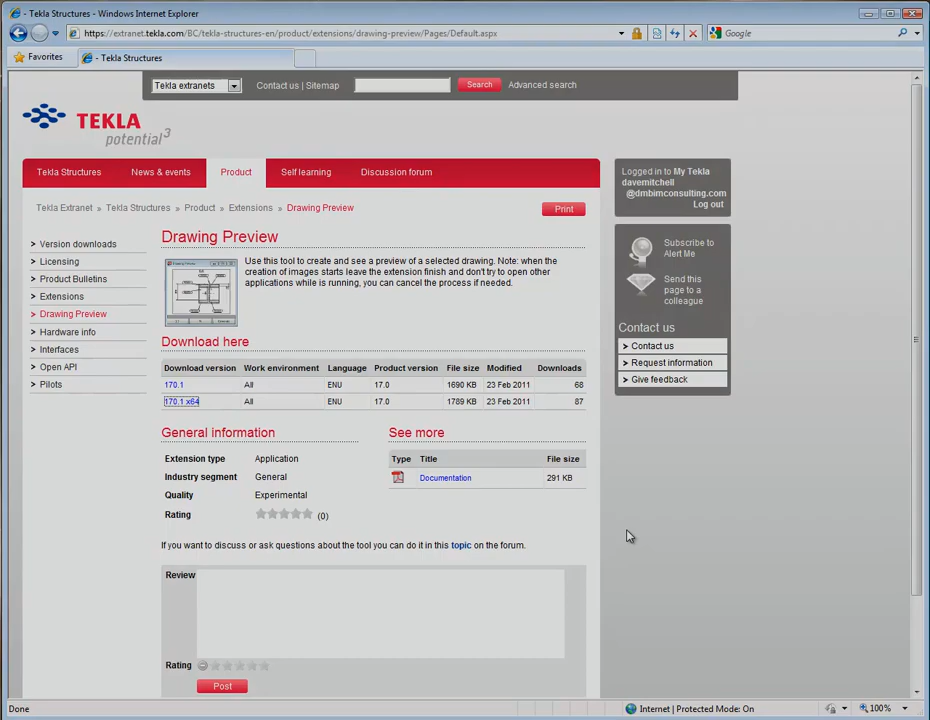 - Tekla Structures - Windows Internet Explorer
https://extranet.tekla.com/BC/tekla-structures-en/product/extensions/drawing-preview/Pages/Default.aspx
Google
Favorites
- Tekla Structures
Tekla extranets
Contact us | Sitemap
Search
Advanced search
TEKLA
potential3
Tekla Structures
News & events
Product
Self learning
Discussion forum
Logged in to My Tekla
davemitchell
@dmbimconsulting.com
Log out
Tekla Extranet » Tekla Structures » Product » Extensions » Drawing Preview
Print
> Version downloads
> Licensing
> Product Bulletins
> Extensions
> Drawing Preview
> Hardware info
> Interfaces
> Open API
> Pilots
Drawing Preview
Use this tool to create and see a preview of a selected drawing. Note: when the
creation of images starts leave the extension finish and don't try to open other
applications while is running, you can cancel the process if needed.
Download here
Download version Work environment Language Product version File size Modified Downloads
170.1 All ENU 17.0 1690 KB 23 Feb 2011 68
170.1 x64 All ENU 17.0 1789 KB 23 Feb 2011 87
General information
Extension type Application
Industry segment General
Quality Experimental
Rating (0)
See more
Type Title File size
Documentation 291 KB
If you want to discuss or ask questions about the tool you can do it in this topic on the forum.
Review
Rating
Post
Subscribe to
Alert Me
Send this
page to a
colleague
Contact us
> Contact us
> Request information
> Give feedback
Done
Internet | Protected Mode: On
100%